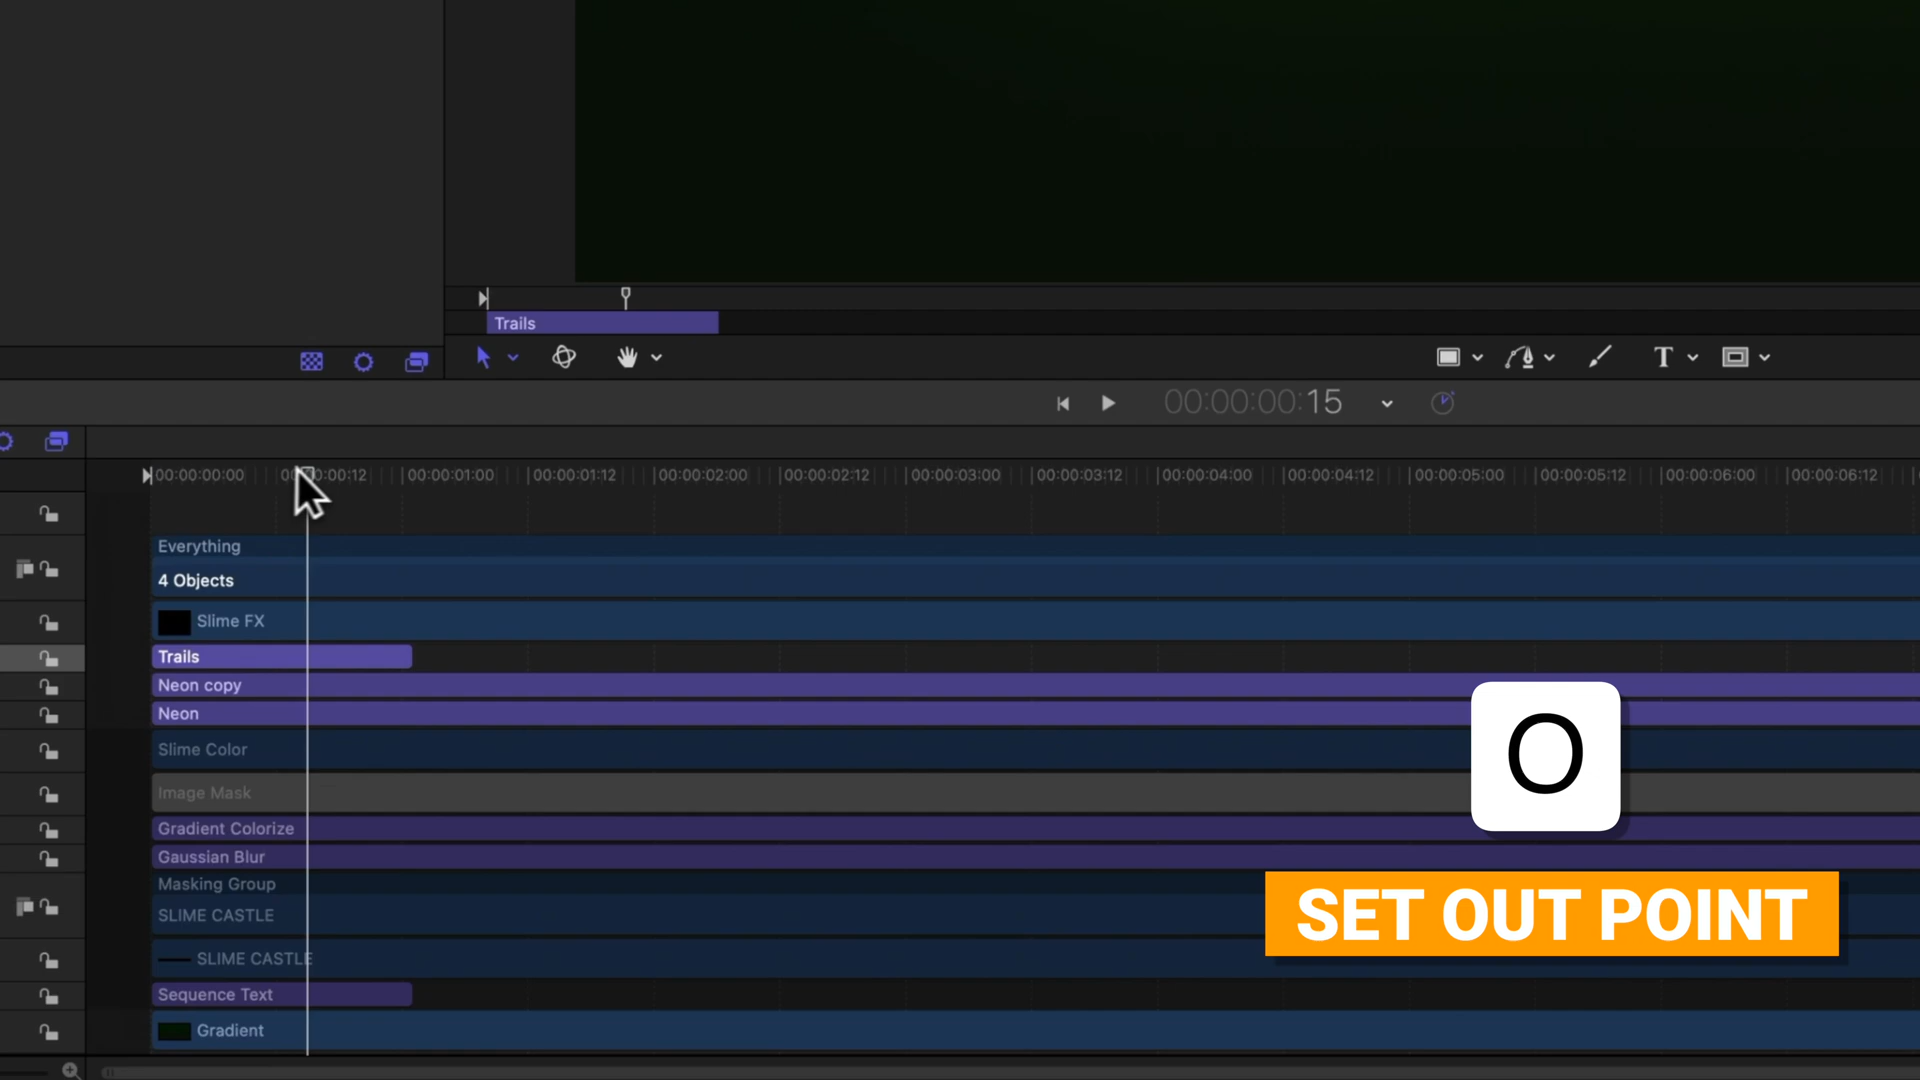 Trails
T
00:00:00:15
00:00:00:00
00:00:01:00
00:00:01:12
00:00:02:00
00:00:02:12
00:00:03:00
00:00:03:12
00:00:04:00
00:00:04:12
00:00:05:00
00:00:05:12
00:00:06:00
00:00:06:12
Everything
4 Objects
Slime FX
Trails
Neon copy
Neon
Slime Color
Image Mask
Gradient Colorize
Gaussian Blur
Masking Group
SLIME CASTLE
SLIME CASTLE
Sequence Text
Gradient
O
SET OUT POINT